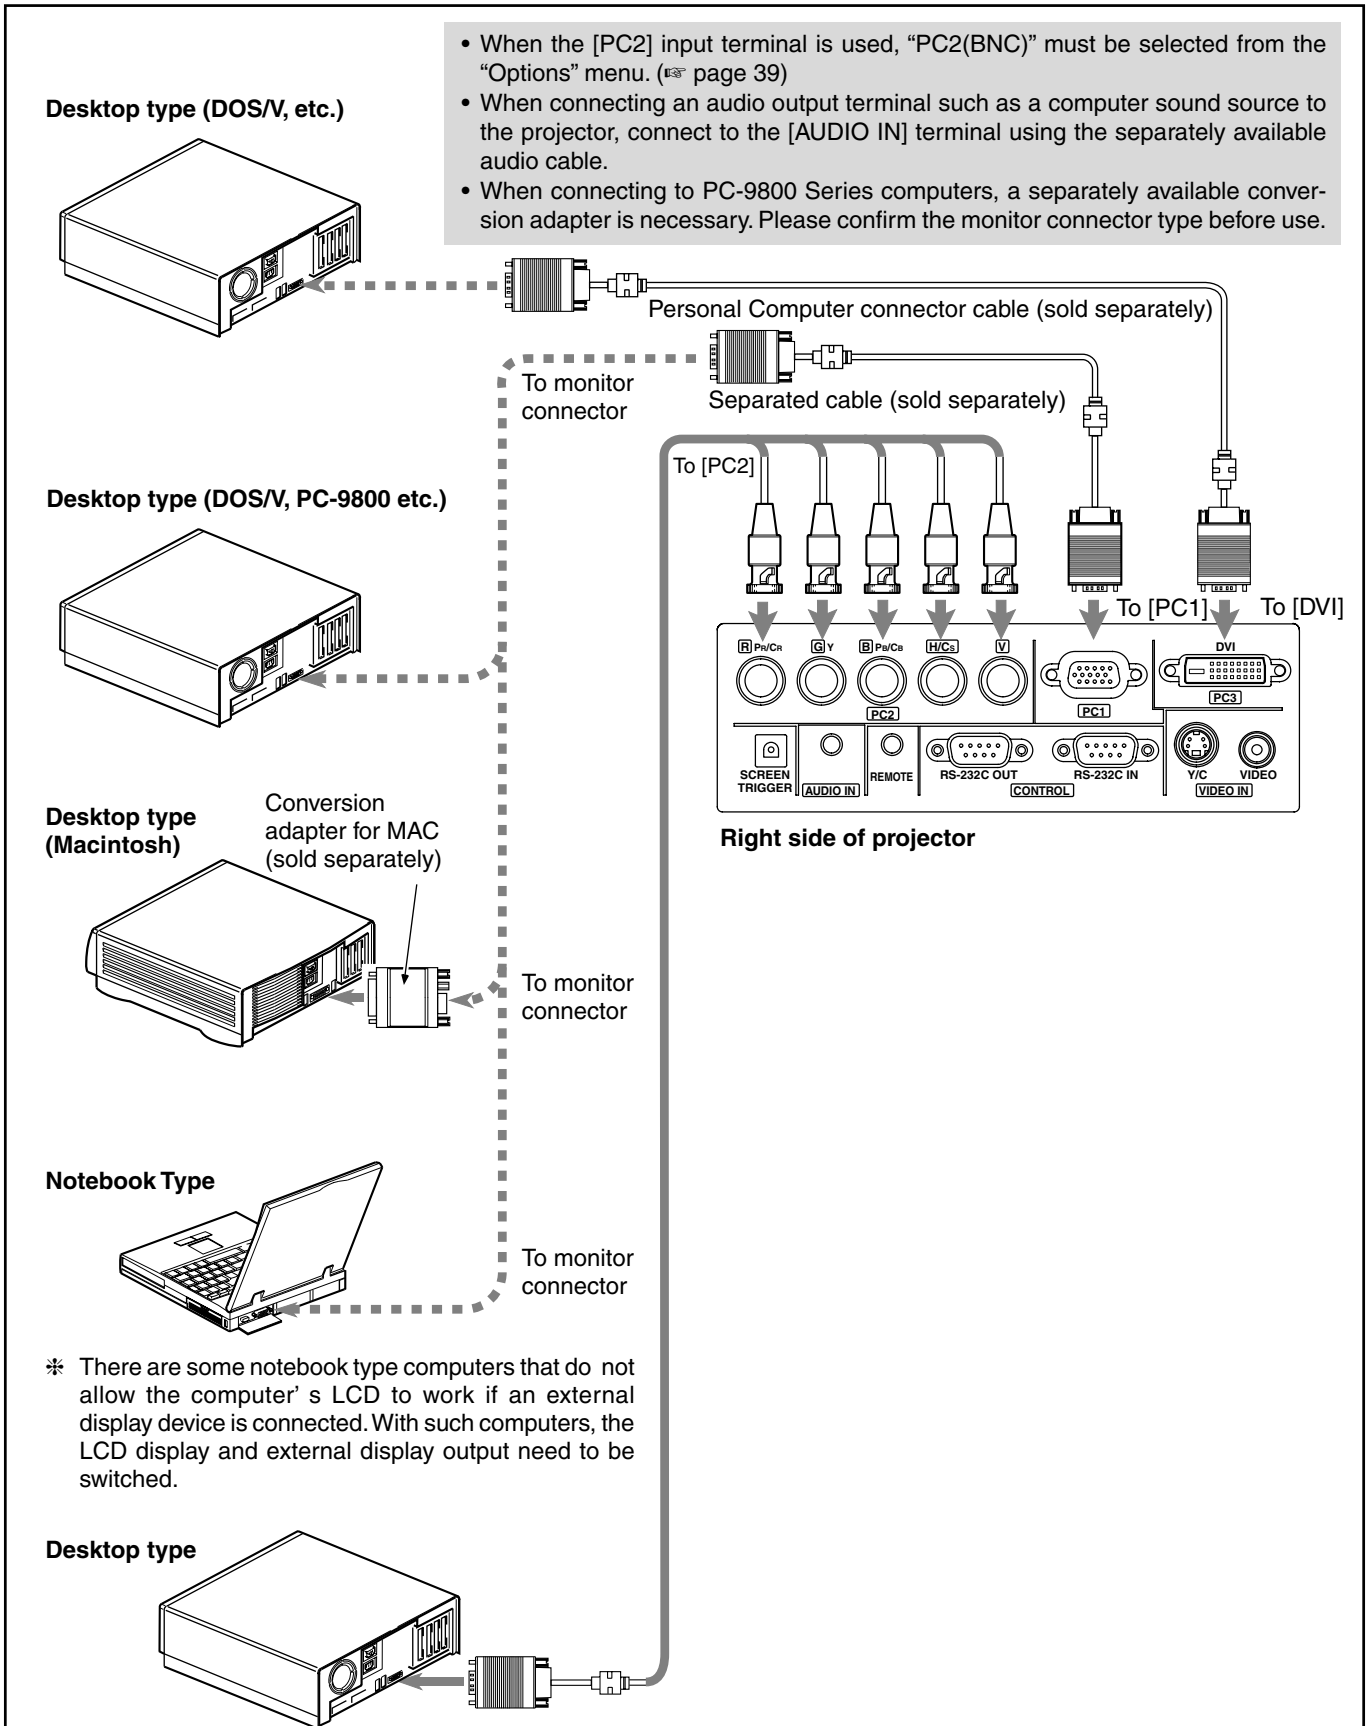 • When the [PC2] input terminal is used, “PC2(BNC)” must be selected from the
“Options” menu. (☞ page 39)
• When connecting an audio output terminal such as a computer sound source to
the projector, connect to the [AUDIO IN] terminal using the separately available
audio cable.
• When connecting to PC-9800 Series computers, a separately available conver-
sion adapter is necessary. Please confirm the monitor connector type before use.
Desktop type (DOS/V, etc.)
Personal Computer connector cable (sold separately)
To monitor
connector
Separated cable (sold separately)
To [PC2]
Desktop type (DOS/V, PC-9800 etc.)
To [PC1]
To [DVI]
R PR/CR
G Y
B PB/CB
H/CS
V
DVI
PC2
PC1
PC3
SCREEN
TRIGGER
AUDIO IN
REMOTE
RS-232C OUT
RS-232C IN
CONTROL
Y/C
VIDEO
VIDEO IN
Right side of projector
Desktop type
(Macintosh)
Conversion
adapter for MAC
(sold separately)
To monitor
connector
Notebook Type
To monitor
connector
❈ There are some notebook type computers that do not
allow the computer’ s LCD to work if an external
display device is connected. With such computers, the
LCD display and external display output need to be
switched.
Desktop type